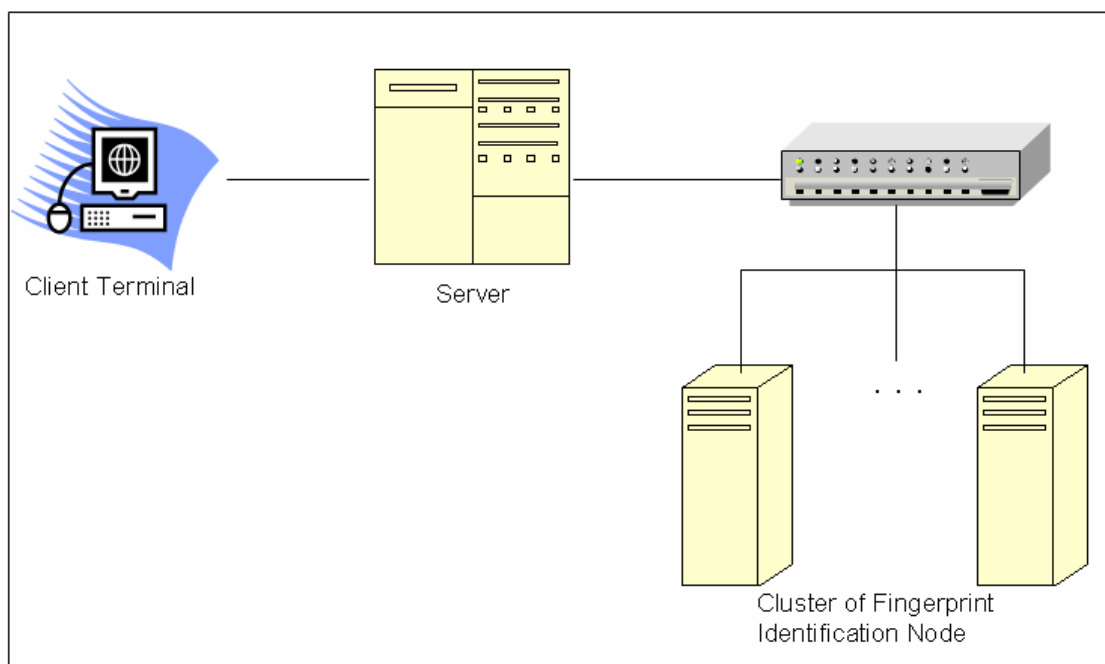 Client Terminal
Server
. . .
Cluster of Fingerprint
Identification Node